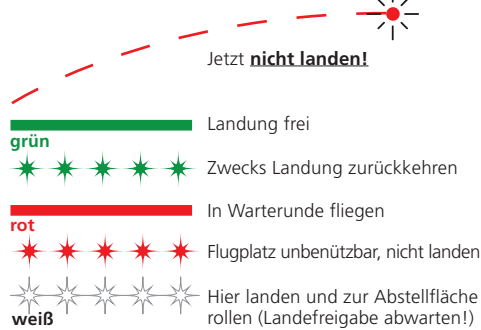 Jetzt nicht landen!
Landung frei
grün
Zwecks Landung zurückkehren
In Warterunde fliegen
rot
Flugplatz unbenützbar, nicht landen
Hier landen und zur Abstellfläche
weiß
rollen (Landefreigabe abwarten!)